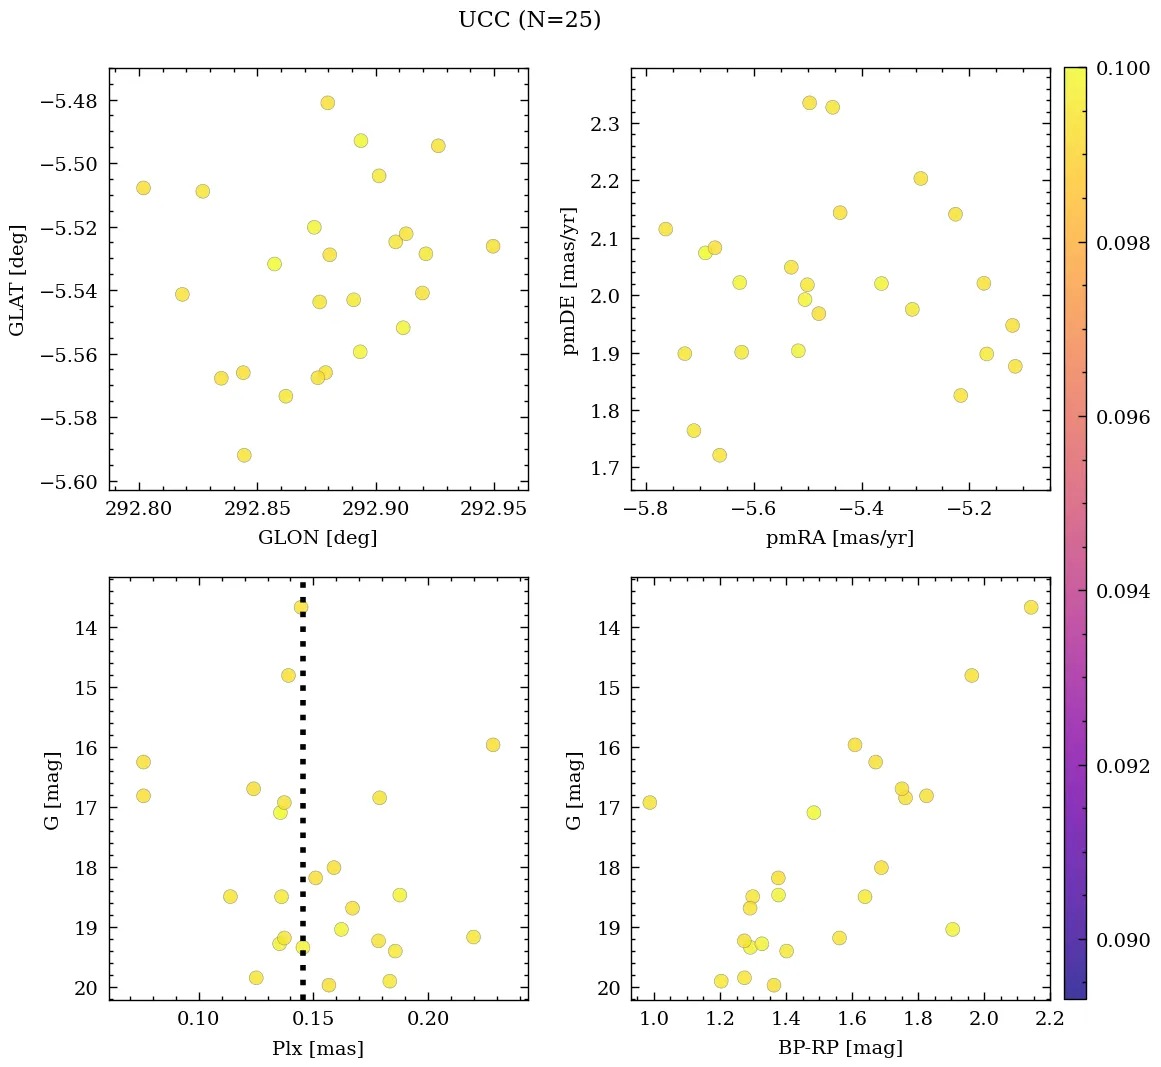 UCC (N=25)
−5.48
−5.50
−5.52
−5.54
−5.56
−5.58
−5.60
GLAT [deg]
292.80 292.85 292.90 292.95
GLON [deg]
2.3
2.2
2.1
2.0
1.9
1.8
1.7
pmDE [mas/yr]
−5.8 −5.6 −5.4 −5.2
pmRA [mas/yr]
14
15
16
17
18
19
20
G [mag]
0.10 0.15 0.20
Plx [mas]
14
15
16
17
18
19
20
G [mag]
1.0 1.2 1.4 1.6 1.8 2.0 2.2
BP-RP [mag]
0.100
0.098
0.096
0.094
0.092
0.090